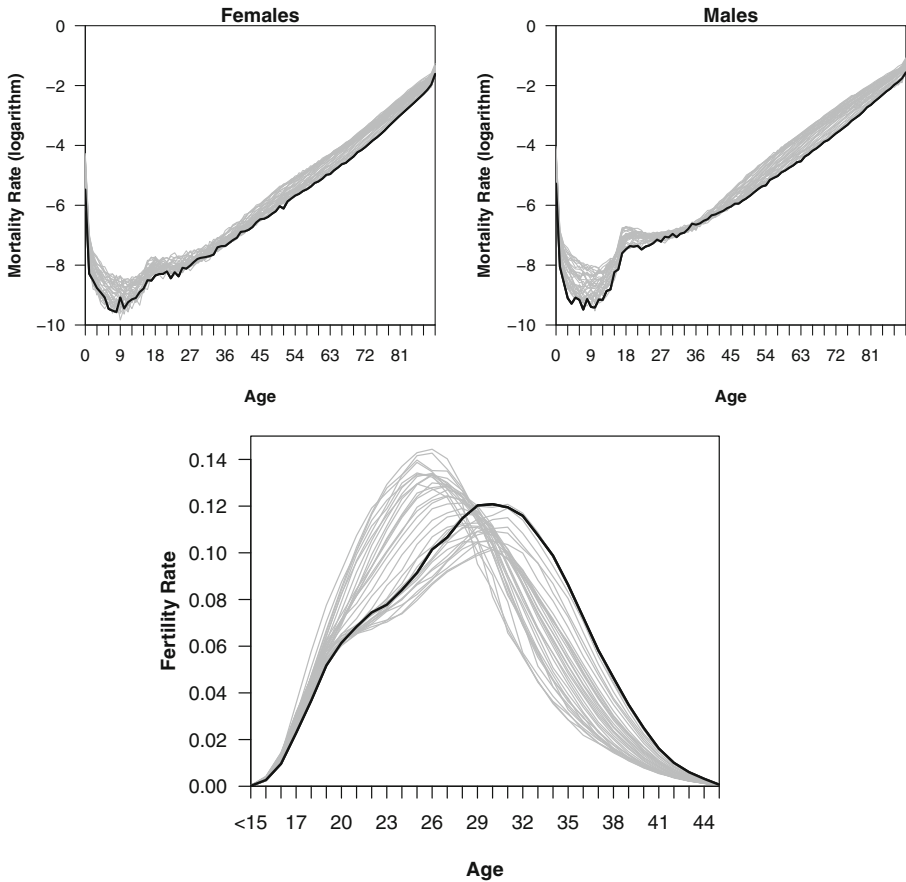 Females
Mortality Rate (logarithm)
0
−2
−4
−6
−8
−10
0 9 18 27 36 45 54 63 72 81
Age
Males
Mortality Rate (logarithm)
0
−2
−4
−6
−8
−10
0 9 18 27 36 45 54 63 72 81
Age
Fertility Rate
0.14
0.12
0.10
0.08
0.06
0.04
0.02
0.00
<15 17 20 23 26 29 32 35 38 41 44
Age